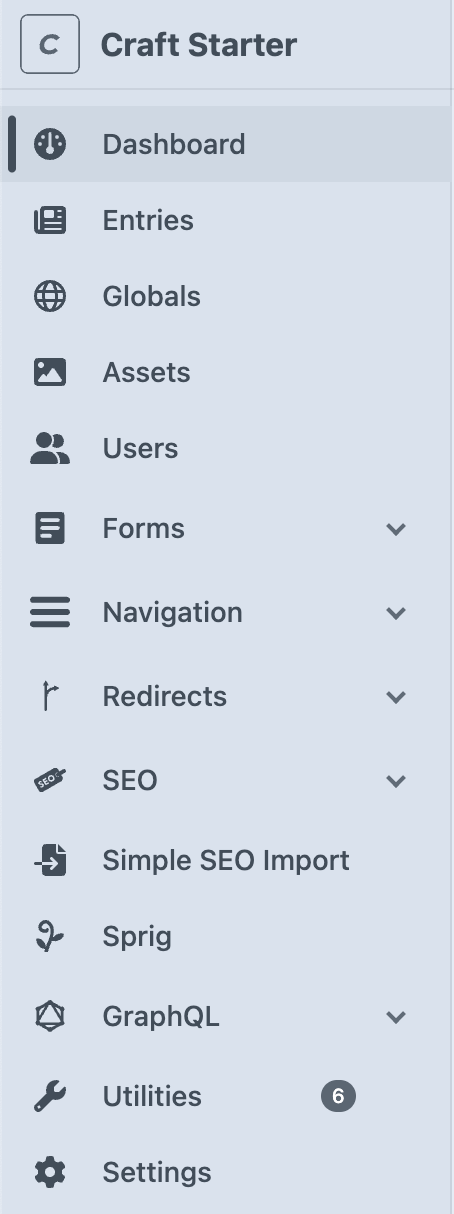 C Craft Starter
Dashboard
Entries
Globals
Assets
Users
Forms
Navigation
Redirects
SEO SEO
Simple SEO Import
Sprig
GraphQL
Utilities 6
Settings